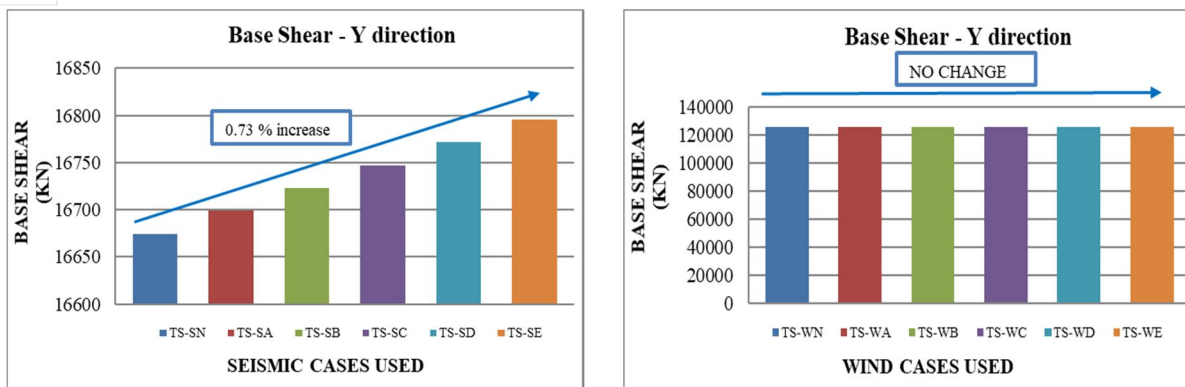 Base Shear - Y direction
0.73 % increase
16850
16800
16750
16700
16650
16600
BASE SHEAR
(KN)
TS-SN TS-SA TS-SB TS-SC TS-SD TS-SE
SEISMIC CASES USED
Base Shear - Y direction
NO CHANGE
140000
120000
100000
80000
60000
40000
20000
0
BASE SHEAR
(KN)
TS-WN TS-WA TS-WB TS-WC TS-WD TS-WE
WIND CASES USED